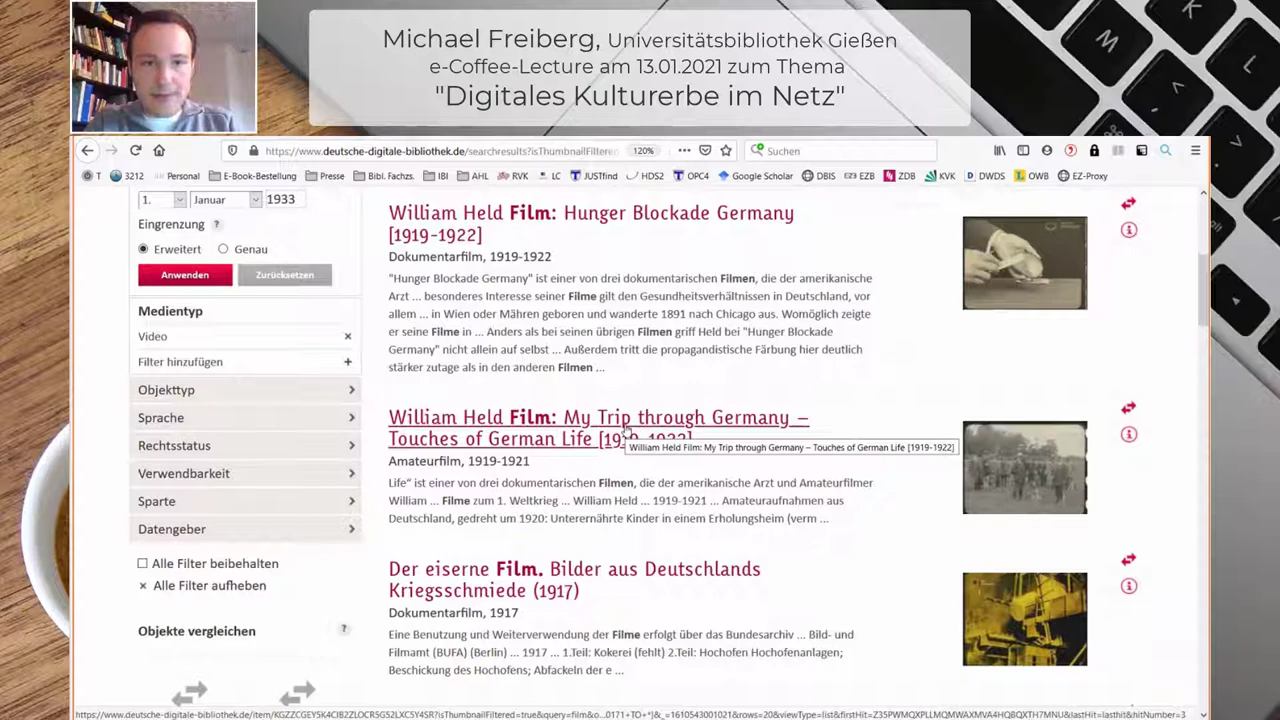 Michael Freiberg, Universitätsbibliothek Gießen
e-Coffee-Lecture am 13.01.2021 zum Thema
"Digitales Kulturerbe im Netz"
https://www.deutsche-digitale-bibliothek.de/searchresults?isThumbnailFiltere
120%
Suchen
T 3212 Personal E-Book-Bestellung Presse Bibl. Fachzs. IBI AHL RVK LC JUSTfind HDS2 OPC4 Google Scholar DBIS EZB ZDB KVK DWDS OWB EZ-Proxy
1. Januar 1933
Eingrenzung ?
Erweitert Genau
Anwenden Zurücksetzen
Medientyp
Video ×
Filter hinzufügen +
Objekttyp
Sprache
Rechtsstatus
Verwendbarkeit
Sparte
Datengeber
Alle Filter beibehalten
× Alle Filter aufheben
Objekte vergleichen ?
William Held Film: Hunger Blockade Germany
[1919-1922]
Dokumentarfilm, 1919-1922
"Hunger Blockade Germany" ist einer von drei dokumentarischen Filmen, die der amerikanische
Arzt ... besonderes Interesse seiner Filme gilt den Gesundheitsverhältnissen in Deutschland, vor
allem ... in Wien oder Mähren geboren und wanderte 1891 nach Chicago aus. Womöglich zeigte
er seine Filme in ... Anders als bei seinen übrigen Filmen griff Held bei "Hunger Blockade
Germany" nicht allein auf selbst ... Außerdem tritt die propagandistische Färbung hier deutlich
stärker zutage als in den anderen Filmen ...
William Held Film: My Trip through Germany –
Touches of German Life [1919-1922]
William Held Film: My Trip through Germany – Touches of German Life [1919-1922]
Amateurfilm, 1919-1921
Life“ ist einer von drei dokumentarischen Filmen, die der amerikanische Arzt und Amateurfilmer
William ... Filme zum 1. Weltkrieg ... William Held ... 1919-1921 ... Amateuraufnahmen aus
Deutschland, gedreht um 1920: Unterernährte Kinder in einem Erholungsheim (verm ...
Der eiserne Film. Bilder aus Deutschlands
Kriegsschmiede (1917)
Dokumentarfilm, 1917
Eine Benutzung und Weiterverwendung der Filme erfolgt über das Bundesarchiv ... Bild- und
Filmamt (BUFA) (Berlin) ... 1917 ... 1.Teil: Kokerei (fehlt) 2.Teil: Hochofen Hochofenanlagen;
Beschickung des Hochofens; Abfackeln der e ...
M
K
L